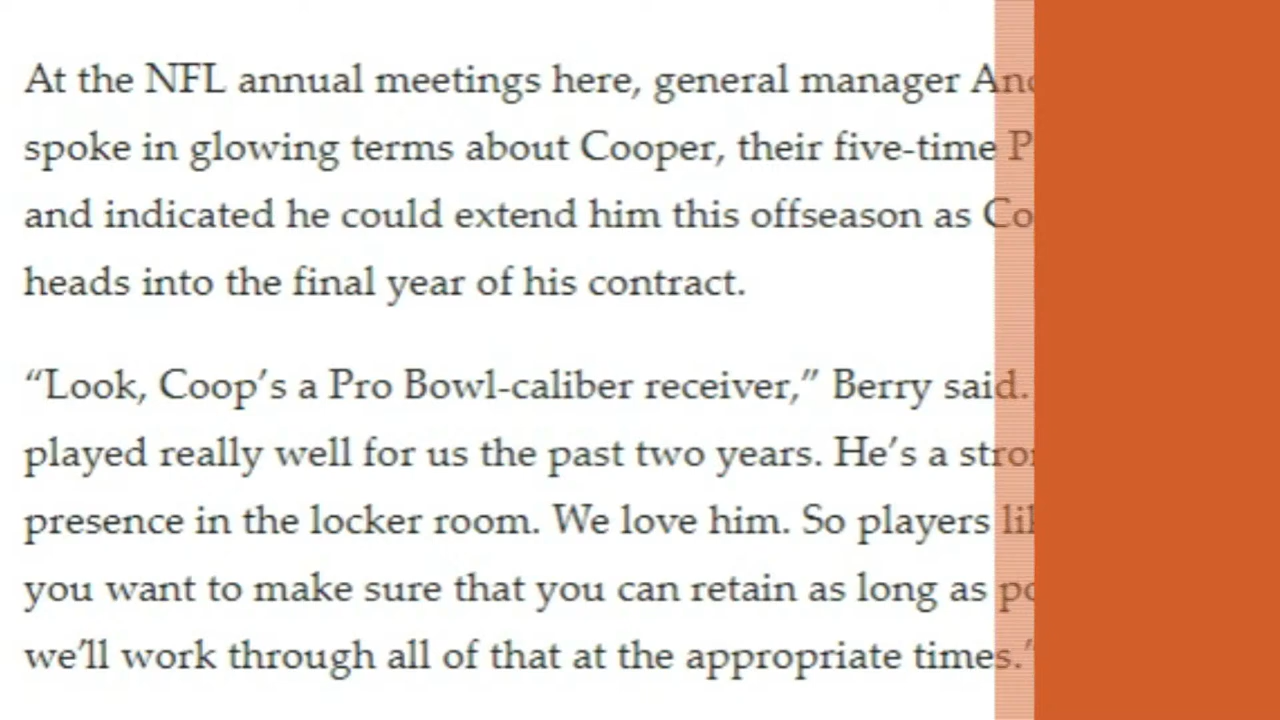 At the NFL annual meetings here, general manager
spoke in glowing terms about Cooper, their five-time
and indicated he could extend him this offseason as
heads into the final year of his contract.
“Look, Coop’s a Pro Bowl-caliber receiver,” Berry said.
played really well for us the past two years. He’s a
presence in the locker room. We love him. So players
you want to make sure that you can retain as long as
we’ll work through all of that at the appropriate times.”